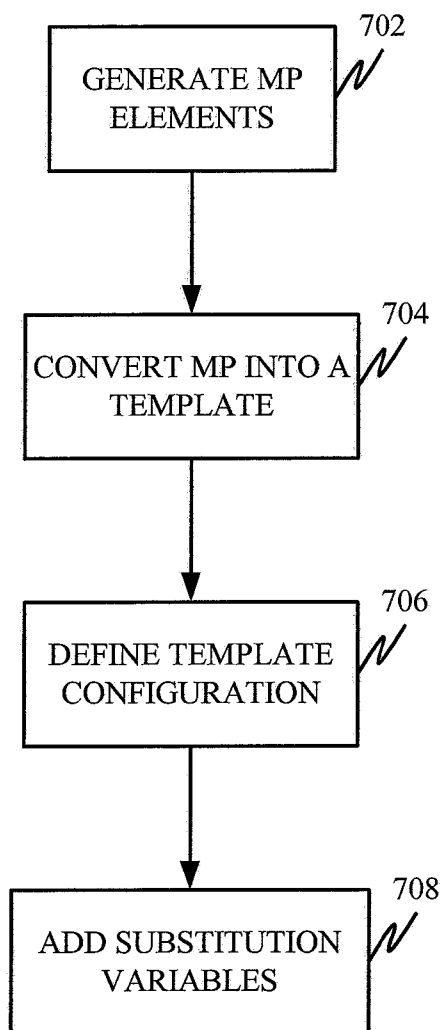 702
GENERATE MP
ELEMENTS
704
CONVERT MP INTO A
TEMPLATE
706
DEFINE TEMPLATE
CONFIGURATION
708
ADD SUBSTITUTION
VARIABLES